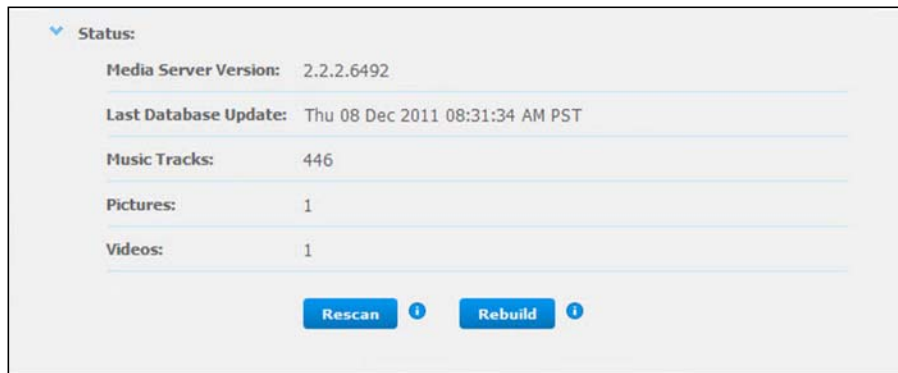 Status:
Media Server Version: 2.2.2.6492
Last Database Update: Thu 08 Dec 2011 08:31:34 AM PST
Music Tracks: 446
Pictures: 1
Videos: 1
Rescan i Rebuild i